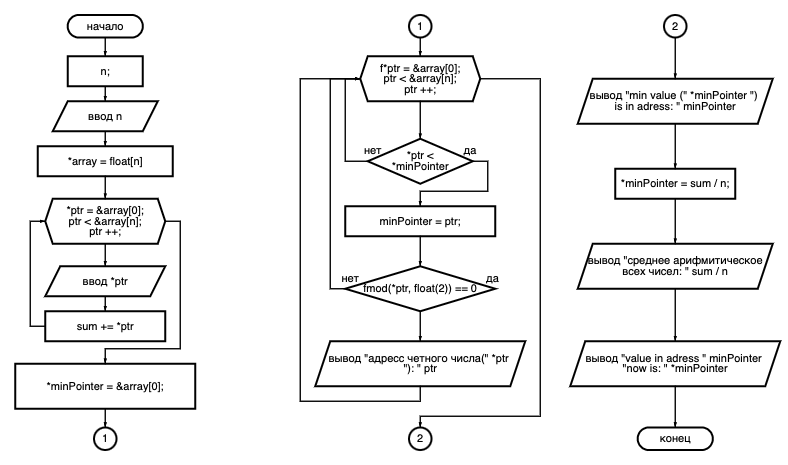 начало
n;
ввод n
*array = float[n]
*ptr = &array[0];
ptr < &array[n];
ptr ++;
ввод *ptr
sum += *ptr
*minPointer = &array[0];
1
1
f*ptr = &array[0];
ptr < &array[n];
ptr ++;
нет
да
*ptr <
*minPointer
minPointer = ptr;
нет
да
fmod(*ptr, float(2)) == 0
вывод "адресс четного числа(" *ptr
"): " ptr
2
2
вывод "min value (" *minPointer ")
is in adress: " minPointer
*minPointer = sum / n;
вывод "среднее арифмитическое
всех чисел: " sum / n
вывод "value in adress " minPointer
"now is: " *minPointer
конец